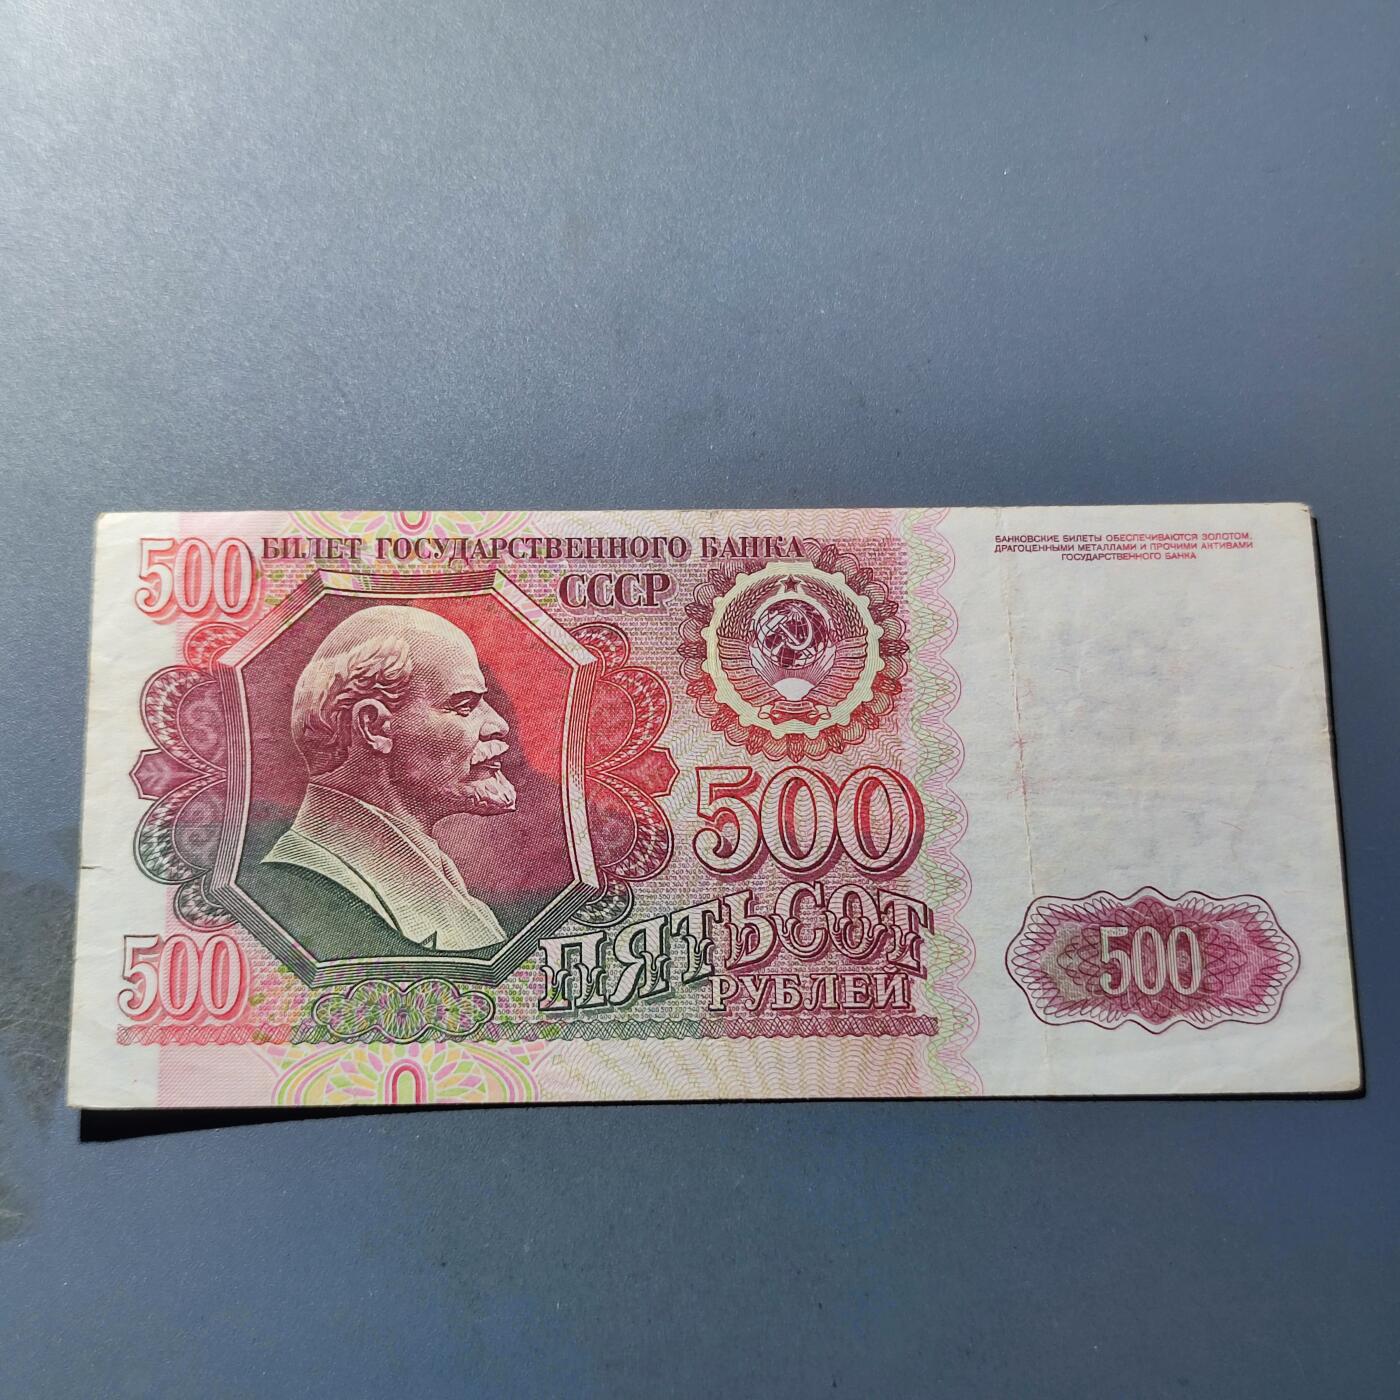 500
БИЛЕТ ГОСУДАРСТВЕННОГО БАНКА
СССР
БАНКОВСКИЕ БИЛЕТЫ ОБЕСПЕЧИВАЮТСЯ ЗОЛОТОМ,
ДРАГОЦЕННЫМИ МЕТАЛЛАМИ И ПРОЧИМИ АКТИВАМИ
ГОСУДАРСТВЕННОГО БАНКА
500
ПЯТЬСОТ
РУБЛЕЙ
500
500